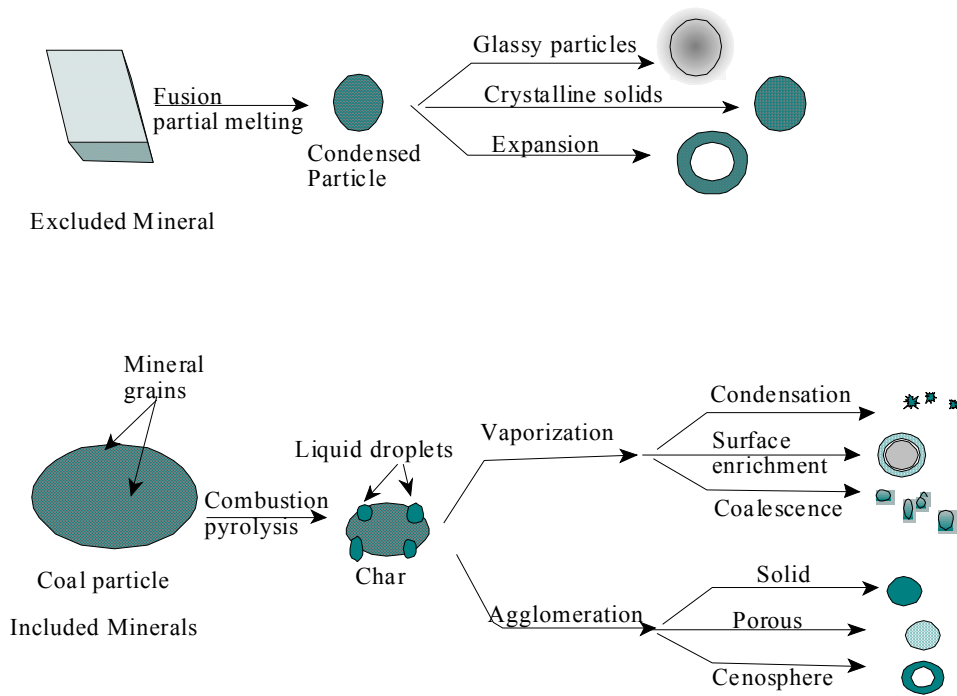 Glassy particles
Fusion
partial melting
Crystalline solids
Expansion
Condensed
Particle
Excluded Mineral
Mineral
grains
Liquid droplets
Vaporization
Condensation
Surface
enrichment
Coalescence
Combustion
pyrolysis
Coal particle
Char
Included Minerals
Agglomeration
Solid
Porous
Cenosphere